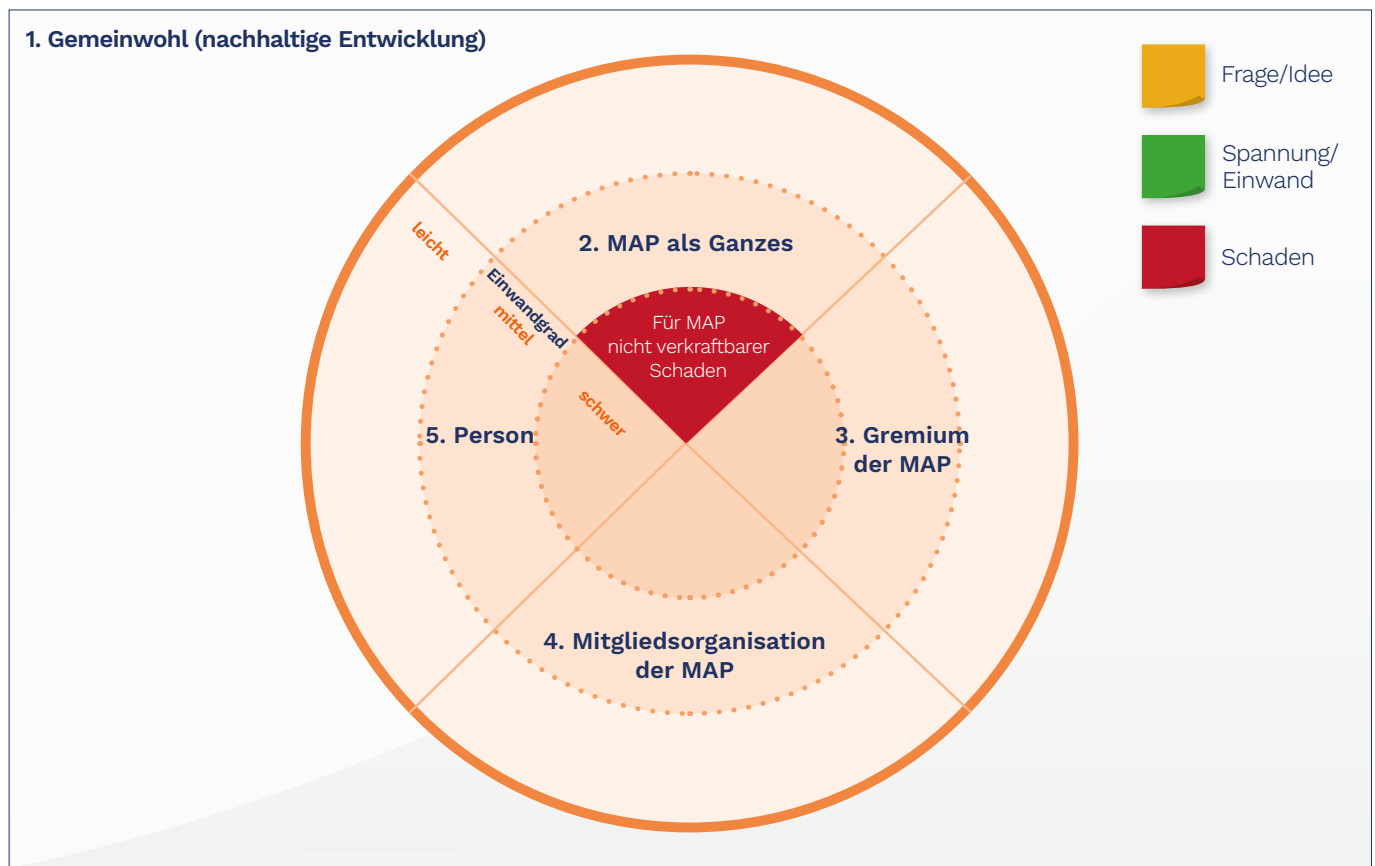 1. Gemeinwohl (nachhaltige Entwicklung)
Frage/Idee
Spannung/
Einwand
Schaden
leicht
Einwandgrad
mittel
schwer
2. MAP als Ganzes
Für MAP
nicht verkraftbarer
Schaden
5. Person
3. Gremium
der MAP
4. Mitgliedsorganisation
der MAP